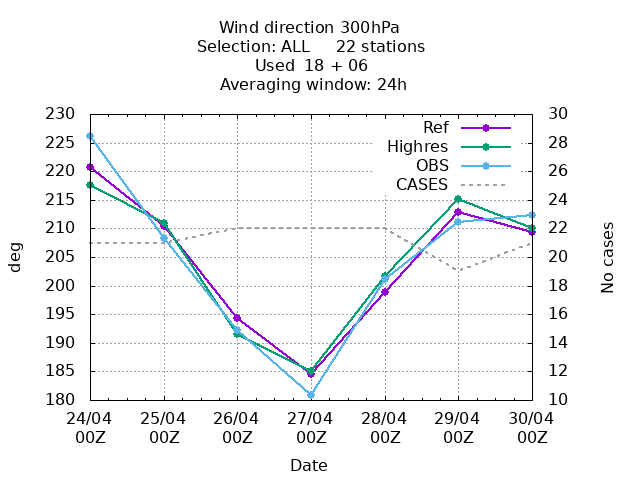 Wind direction 300hPa
Selection: ALL     22 stations
Used  18 + 06
Averaging window: 24h
230 30
Ref
225 28
Highres
220 OBS 26
CASES
215 24
210 22
205 20
200 18
195 16
190 14
185 12
180 10
deg
No cases
24/04 25/04 26/04 27/04 28/04 29/04 30/04
00Z 00Z 00Z 00Z 00Z 00Z 00Z
Date